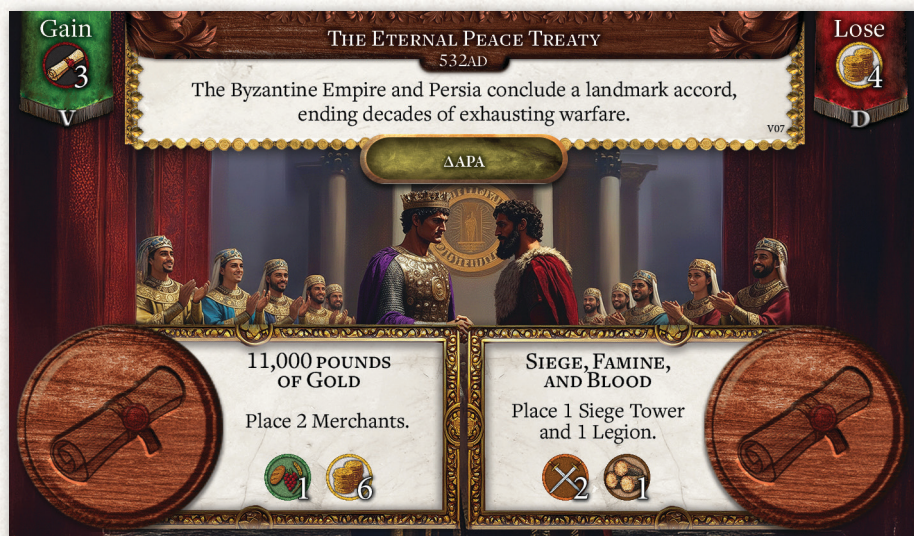 Gain
3
V
THE ETERNAL PEACE TREATY
532AD
The Byzantine Empire and Persia conclude a landmark accord,
ending decades of exhausting warfare.
V07
Lose
4
D
ΔΑΡΑ
11,000 POUNDS
OF GOLD
Place 2 Merchants.
1
6
SIEGE, FAMINE,
AND BLOOD
Place 1 Siege Tower
and 1 Legion.
2
1